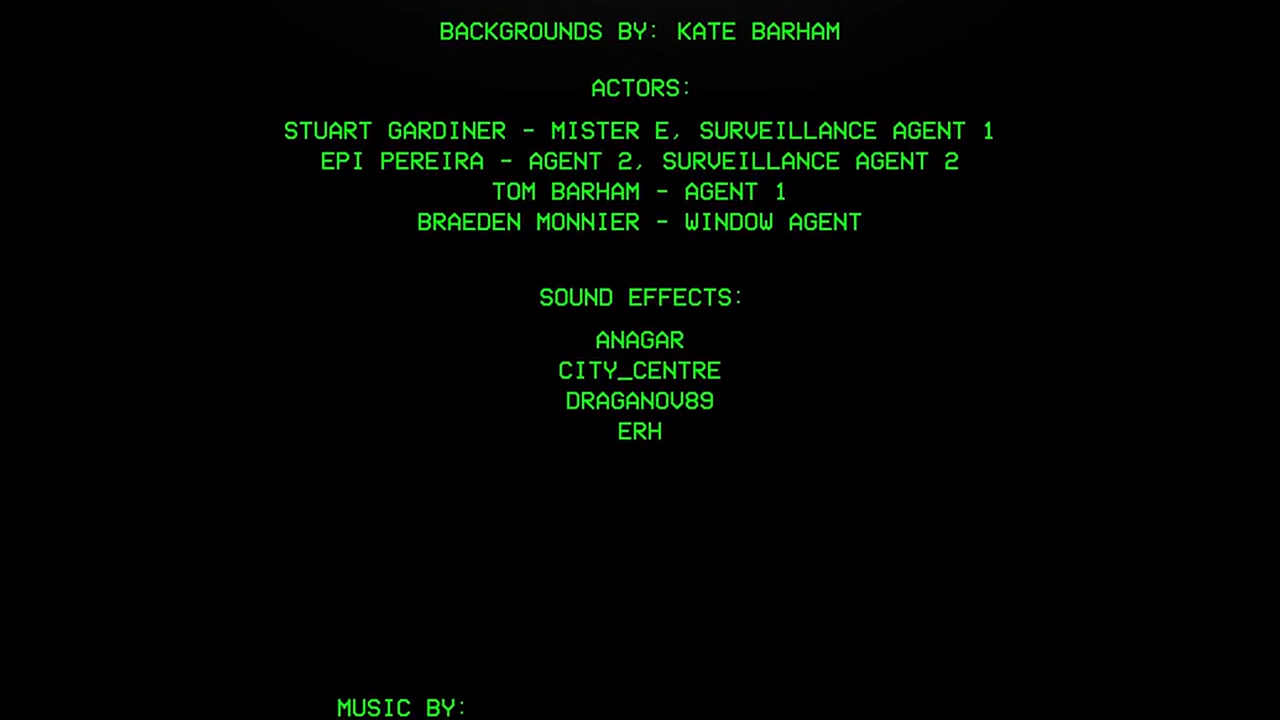 BACKGROUNDS BY: KATE BARHAM
ACTORS:
STUART GARDINER - MISTER E, SURVEILLANCE AGENT 1
EPI PEREIRA - AGENT 2, SURVEILLANCE AGENT 2
TOM BARHAM - AGENT 1
BRAEDEN MONNIER - WINDOW AGENT
SOUND EFFECTS:
ANAGAR
CITY_CENTRE
DRAGANOV89
ERH
MUSIC BY: